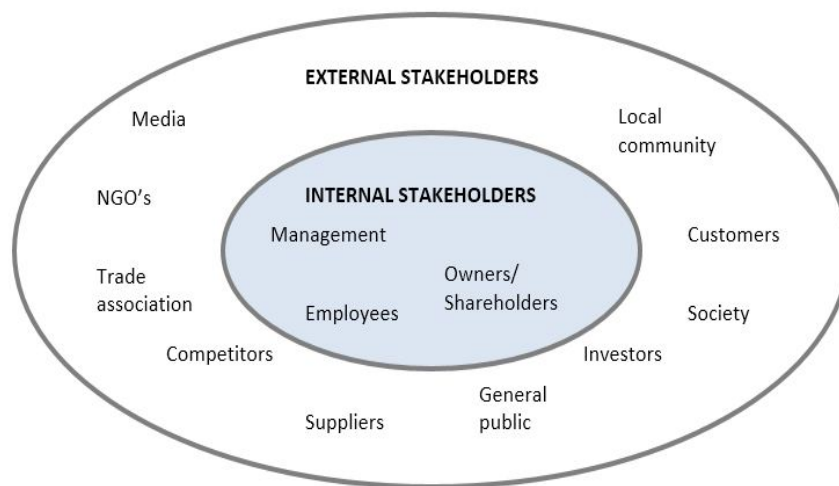 EXTERNAL STAKEHOLDERS
Media
Local
community
NGO's
INTERNAL STAKEHOLDERS
Management
Customers
Trade
association
Owners/
Shareholders
Employees
Society
Competitors
Investors
Suppliers
General
public